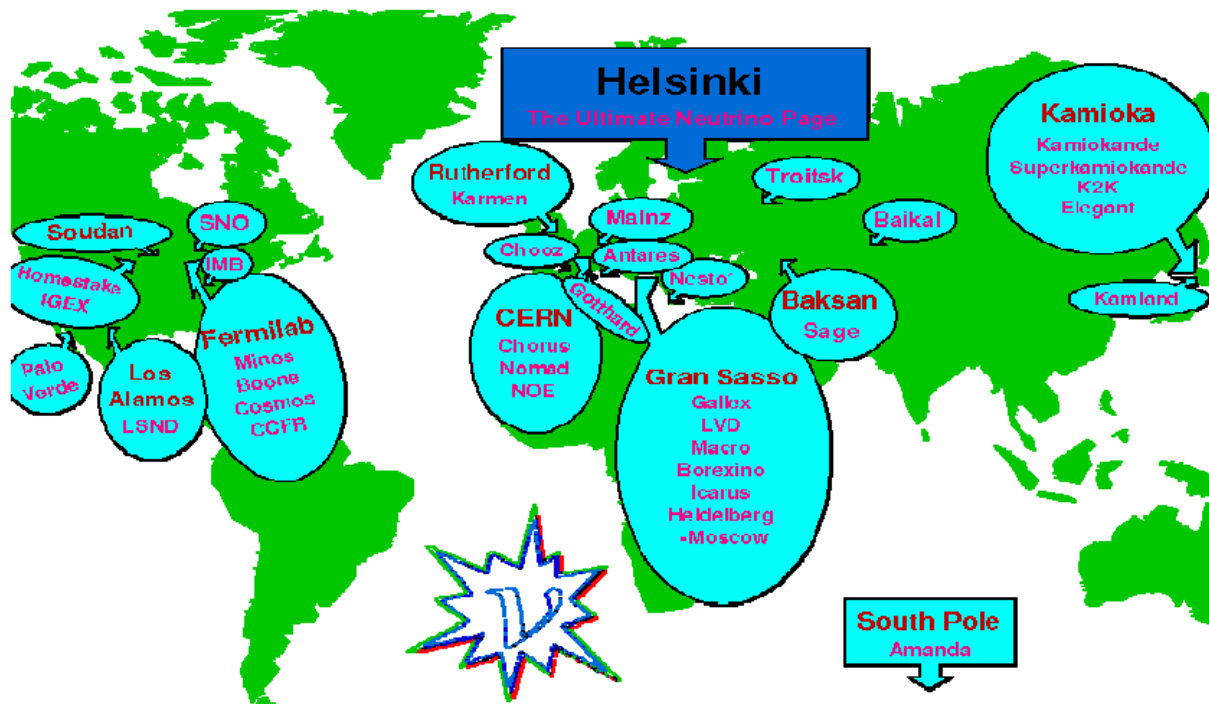 Helsinki
The Ultimate Neutrino Page
Kamioka
Kamiokande
Superkamiokande
K2K
Elegant
Rutherford
Karmen
Troitsk
SNO
Mainz
Baikal
Soudan
Chooz
Antares
IMB
Nestor
Homestake
IGEX
Gotthard
Kamland
Baksan
Sage
CERN
Chorus
Nomad
NOE
Fermilab
Minos
Boone
Cosmos
CCFR
Palo
Verde
Los
Alamos
LSND
Gran Sasso
Gallex
LVD
Macro
Borexino
Icarus
Heidelberg
-Moscow
ν
South Pole
Amanda